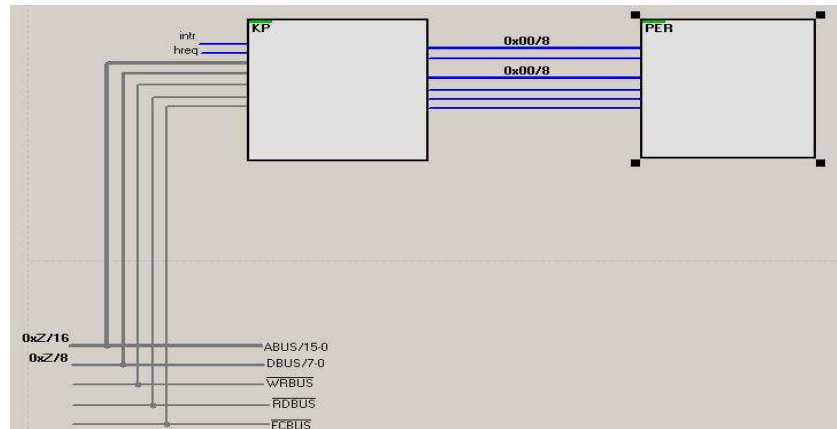 KP
PER
intr
hreq
0x00/8
0x00/8
0xZ/16
ABUS/15-0
0xZ/8
DBUS/7-0
WRBUS
RDBUS
FCBUS